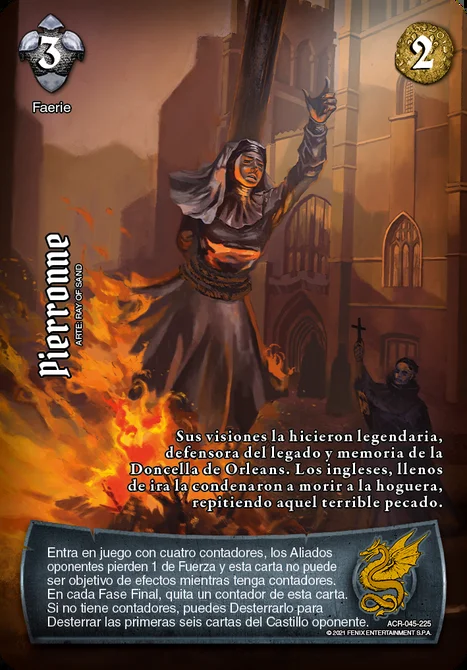 3
2
Faerie
Pierronne
ARTE: RAY OF SAND
Sus visiones la hicieron legendaria,
defensora del legado y memoria de la
Doncella de Orleans. Los ingleses, llenos
de ira la condenaron a morir a la hoguera,
repitiendo aquel terrible pecado.
Entra en juego con cuatro contadores, los Aliados
oponentes pierden 1 de Fuerza y esta carta no puede
ser objetivo de efectos mientras tenga contadores.
En cada Fase Final, quita un contador de esta carta.
Si no tiene contadores, puedes Desterrarlo para
Desterrar las primeras seis cartas del Castillo oponente.
ACR-045-225
© 2021 FENIX ENTERTAINMENT S.P.A.